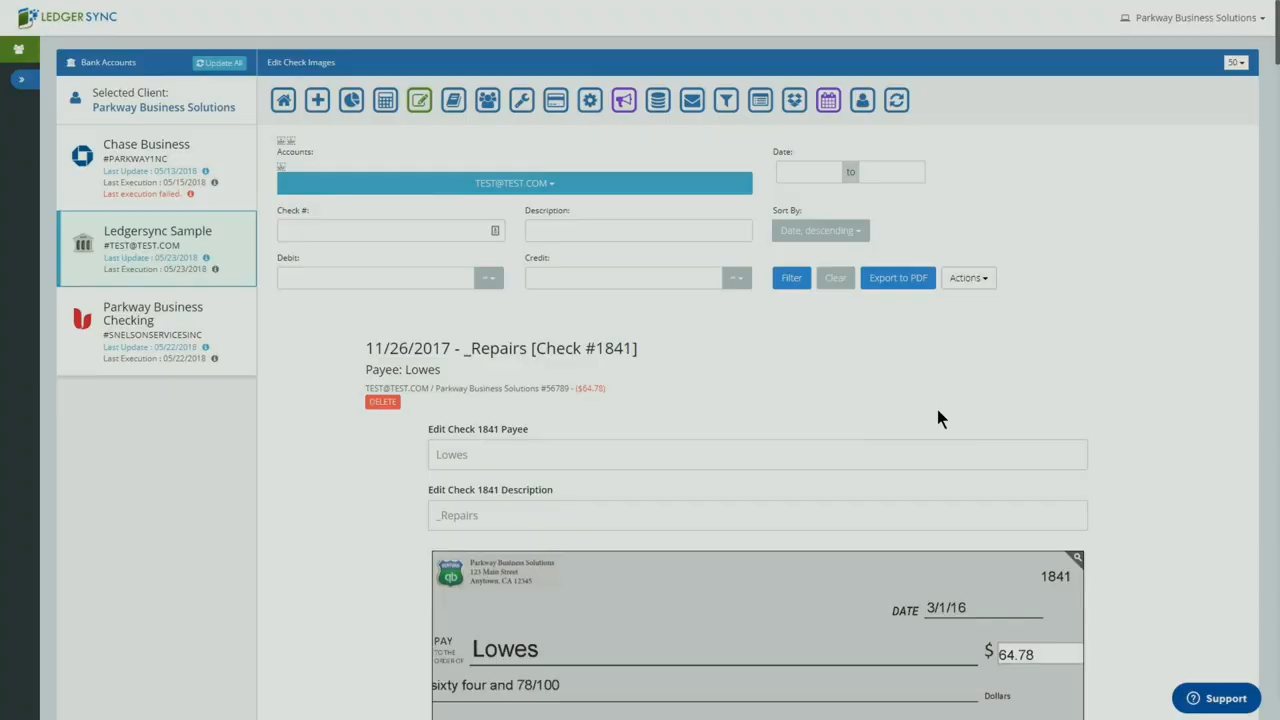 LEDGER SYNC
Parkway Business Solutions
Bank Accounts
Update All
Edit Check Images
50
Selected Client:
Parkway Business Solutions
Chase Business
#PARKWAY1NC
Last Update : 05/13/2018
Last Execution : 05/15/2018
Last execution failed.
Ledgersync Sample
#TEST@TEST.COM
Last Update : 05/23/2018
Last Execution : 05/23/2018
Parkway Business
Checking
#SNELSONSERVICESINC
Last Update : 05/22/2018
Last Execution : 05/22/2018
Accounts:
TEST@TEST.COM
Date:
to
Check #:
Description:
Sort By:
Date, descending
Debit:
=
Credit:
=
Filter
Clear
Export to PDF
Actions
11/26/2017 - _Repairs [Check #1841]
Payee: Lowes
TEST@TEST.COM / Parkway Business Solutions #56789 - ($64.78)
DELETE
Edit Check 1841 Payee
Lowes
Edit Check 1841 Description
_Repairs
qb
Parkway Business Solutions
123 Main Street
Anytown, CA 12345
1841
DATE 3/1/16
PAY
TO THE
ORDER OF
Lowes
$ 64.78
sixty four and 78/100
Dollars
Support